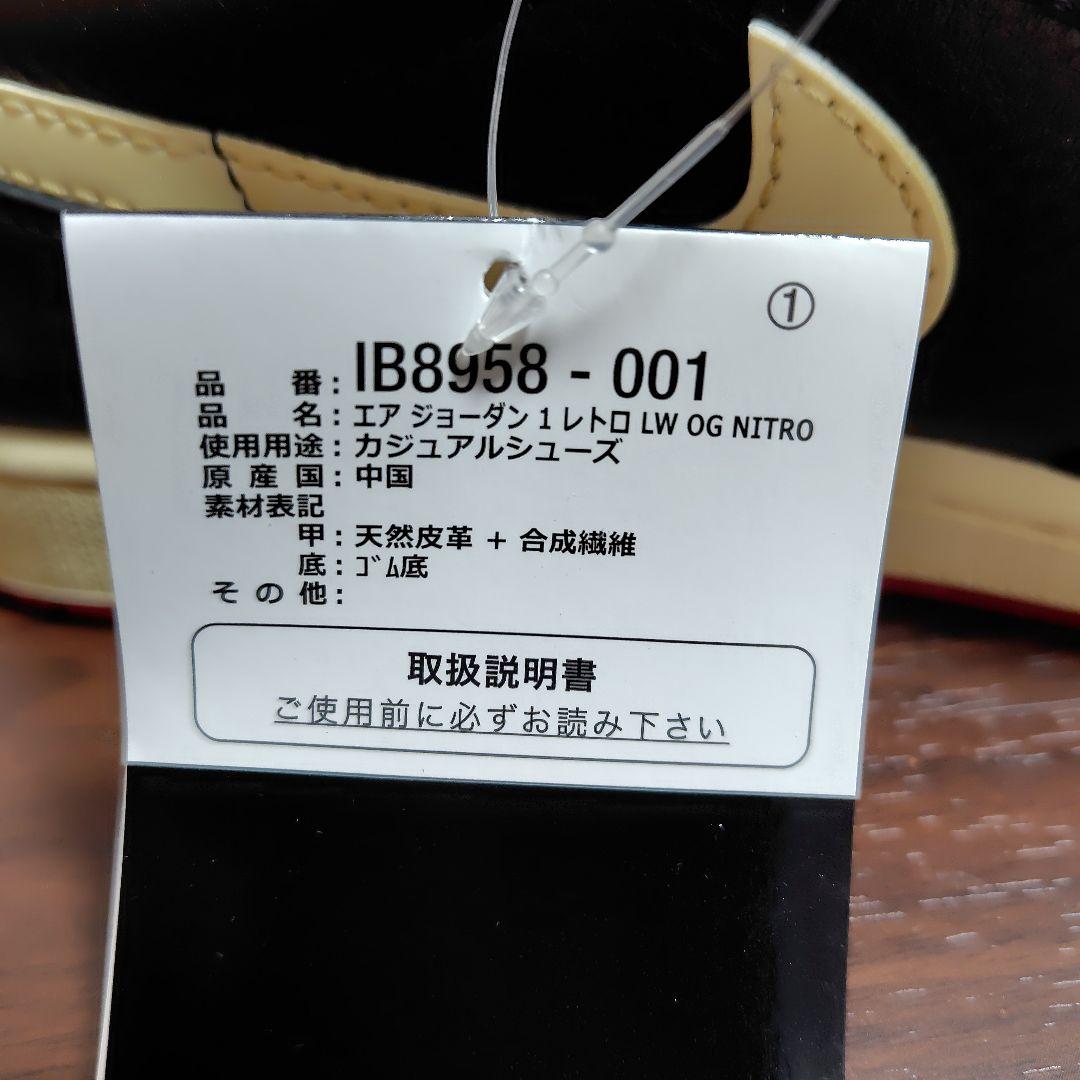 ①
品番: IB8958 - 001
品名: エア ジョーダン 1 レトロ LW OG NITRO
使用用途: カジュアルシューズ
原産国: 中国
素材表記
甲: 天然皮革 + 合成繊維
底: ｺﾞﾑ底
その他:
取扱説明書
ご使用前に必ずお読み下さい